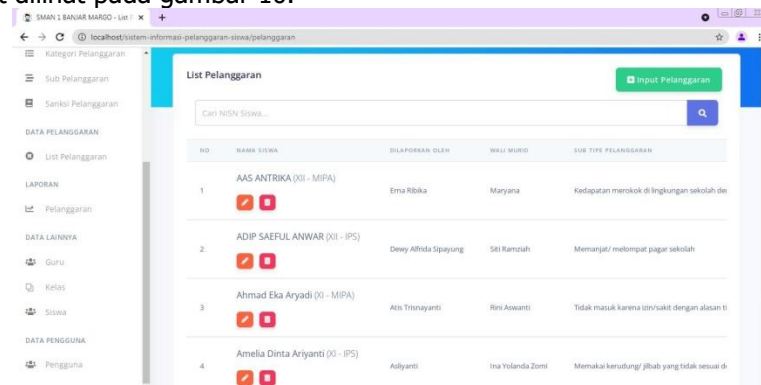 dilihat pada gambar 10.
SMAN 1 BANJAR MARGO - List
localhost/sistem-informasi-pelanggaran-siswa/pelanggaran
Kategori Pelanggaran
Sub Pelanggaran
Sanksi Pelanggaran
DATA PELANGGARAN
List Pelanggaran
LAPORAN
Pelanggaran
DATA LAINNYA
Guru
Kelas
Siswa
DATA PENGGUNA
Pengguna
List Pelanggaran
Input Pelanggaran
Cari NISN Siswa...
NO NAMA SISWA DILAPORKAN OLEH WALI MURID SUB TIPE PELANGGARAN
1 AAS ANTRIKA (XII - MIPA) Erna Ribika Maryana Kedapatan merokok di lingkungan sekolah
2 ADIP SAEFUL ANWAR (XII - IPS) Dewy Alfrida Sipayung Siti Ramziah Memanjat/ melompat pagar sekolah
3 Ahmad Eka Aryadi (XI - MIPA) Atis Trisnayanti Rini Aswanti Tidak masuk karena izin/sakit dengan alasan
4 Amelia Dinta Ariyanti (XI - IPS) Asliyanti Ina Yolanda Zomi Memakai kerudung/ jilbab yang tidak sesuai